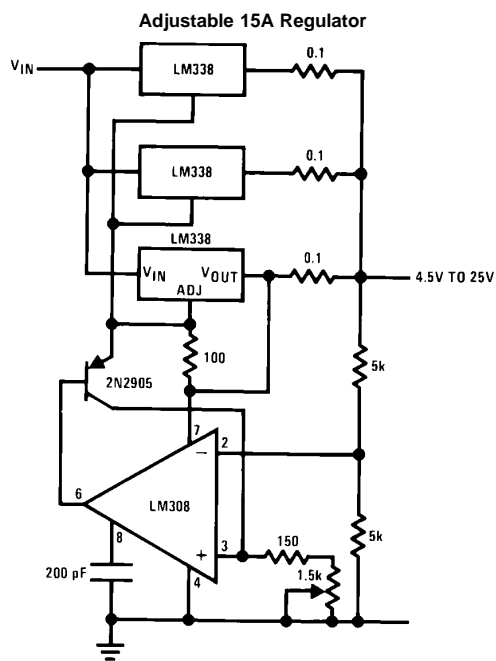 Adjustable 15A Regulator
VIN
LM338
0.1
LM338
0.1
LM338
VIN
VOUT
ADJ
0.1
4.5V TO 25V
100
5k
2N2905
7
2
6
−
LM308
8
+
3
150
5k
200 pF
4
1.5k